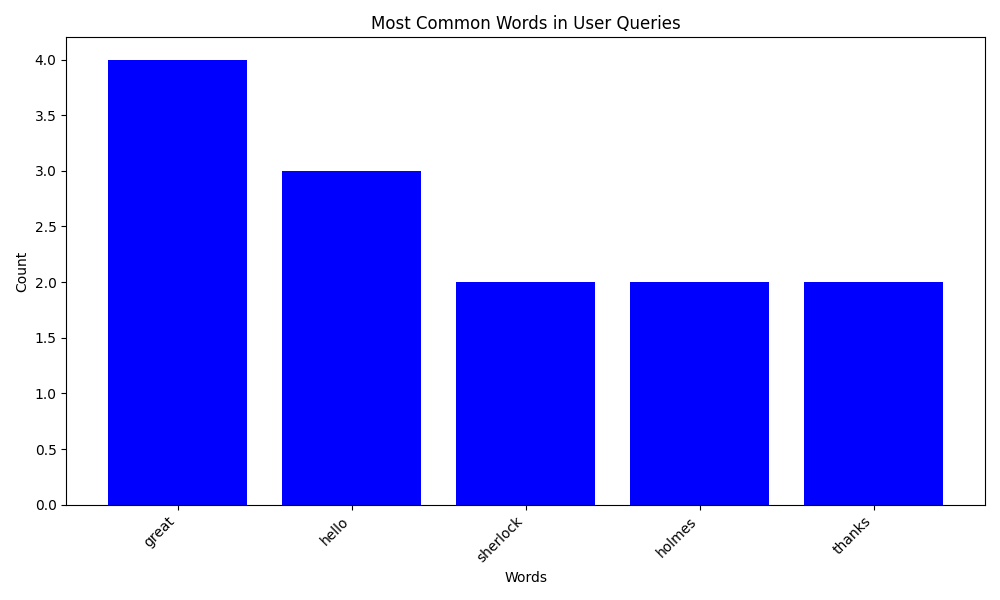 Most Common Words in User Queries
4.0
3.5
3.0
2.5
2.0
1.5
1.0
0.5
0.0
Count
great
hello
sherlock
holmes
thanks
Words